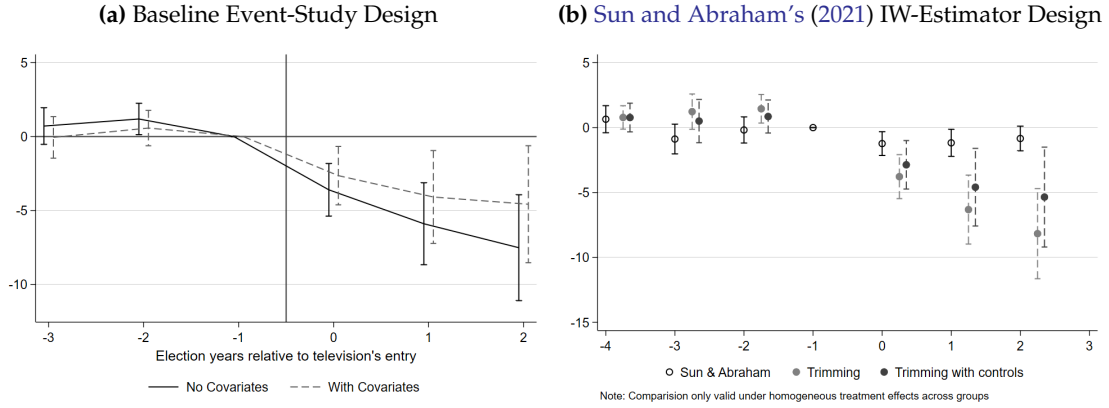 (a) Baseline Event-Study Design
5
0
-5
-10
-3 -2 -1 0 1 2
Election years relative to television's entry
No Covariates With Covariates
(b) Sun and Abraham's (2021) IW-Estimator Design
5
0
-5
-10
-15
-4 -3 -2 -1 0 1 2 3
Sun & Abraham Trimming Trimming with controls
Note: Comparision only valid under homogeneous treatment effects across groups